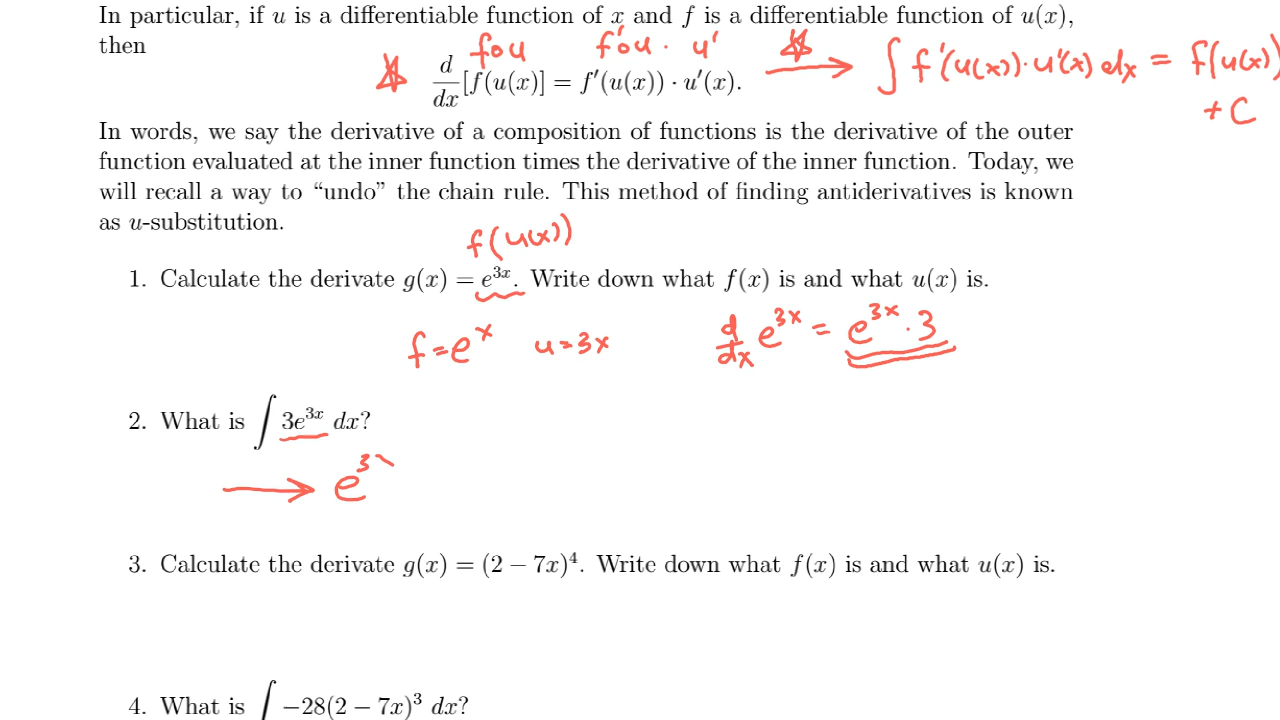 In particular, if u is a differentiable function of x and f is a differentiable function of u(x),
then
f∘u f'∘u · u'
d/dx [f(u(x)] = f′(u(x)) · u′(x).
∫ f'(u(x))·u'(x) dx = f(u(x))
+ C
In words, we say the derivative of a composition of functions is the derivative of the outer
function evaluated at the inner function times the derivative of the inner function. Today, we
will recall a way to “undo” the chain rule. This method of finding antiderivatives is known
as u-substitution.
f(u(x))
1. Calculate the derivate g(x) = e^{3x}. Write down what f(x) is and what u(x) is.
f=e^x u=3x d/dx e^{3x} = e^{3x} · 3
2. What is ∫ 3e^{3x} dx?
→ e^{3x}
3. Calculate the derivate g(x) = (2 − 7x)^4. Write down what f(x) is and what u(x) is.
4. What is ∫ −28(2 − 7x)^3 dx?